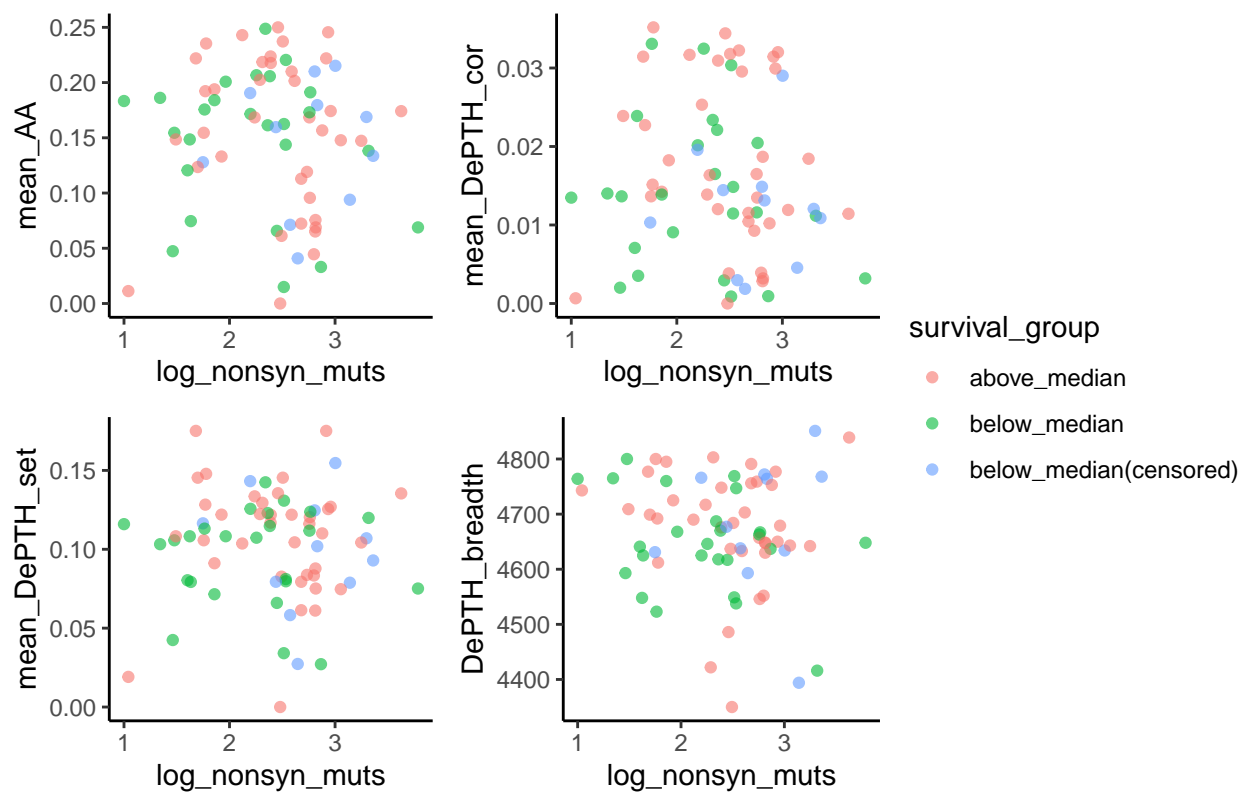 0.25
0.20
0.15
0.10
0.05
0.00
mean_AA
1 2 3
log_nonsyn_muts
0.03
0.02
0.01
0.00
mean_DePTH_cor
1 2 3
log_nonsyn_muts
0.15
0.10
0.05
0.00
mean_DePTH_set
1 2 3
log_nonsyn_muts
4800
4700
4600
4500
4400
DePTH_breadth
1 2 3
log_nonsyn_muts
survival_group
above_median
below_median
below_median(censored)